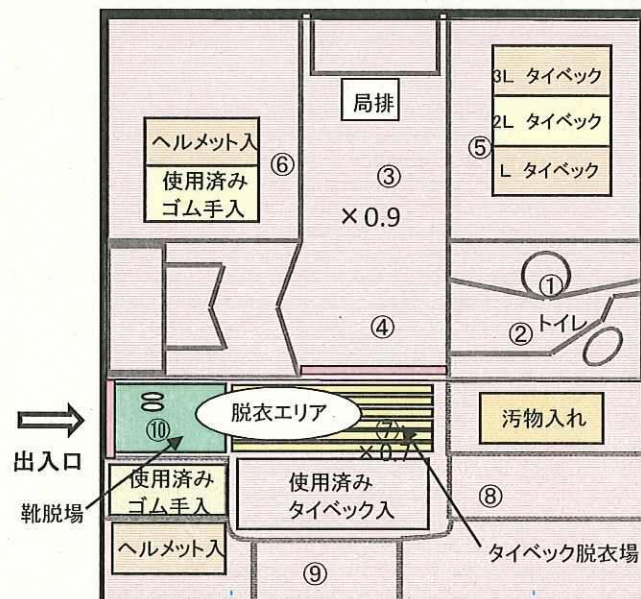 局排
3L タイベック
2L タイベック
L タイベック
⑤
ヘルメット入
使用済み
ゴム手入
⑥
③
×0.9
①
② トイレ
④
脱衣エリア
⑩
⑦
×0.7
汚物入れ
出入口
使用済み
ゴム手入
使用済み
タイベック入
⑧
靴脱場
ヘルメット入
タイベック脱衣場
⑨